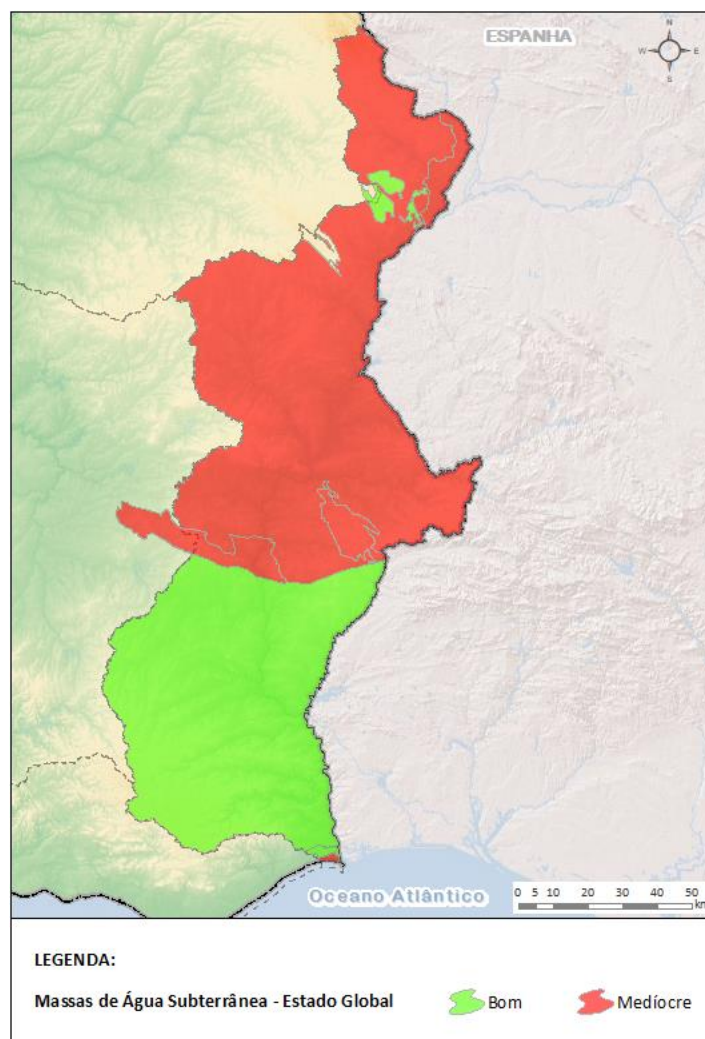 ESPANHA
N
W E
S
Oceano Atlântico
0 5 10 20 30 40 50
km
LEGENDA:
Massas de Água Subterrânea - Estado Global
Bom
Medíocre